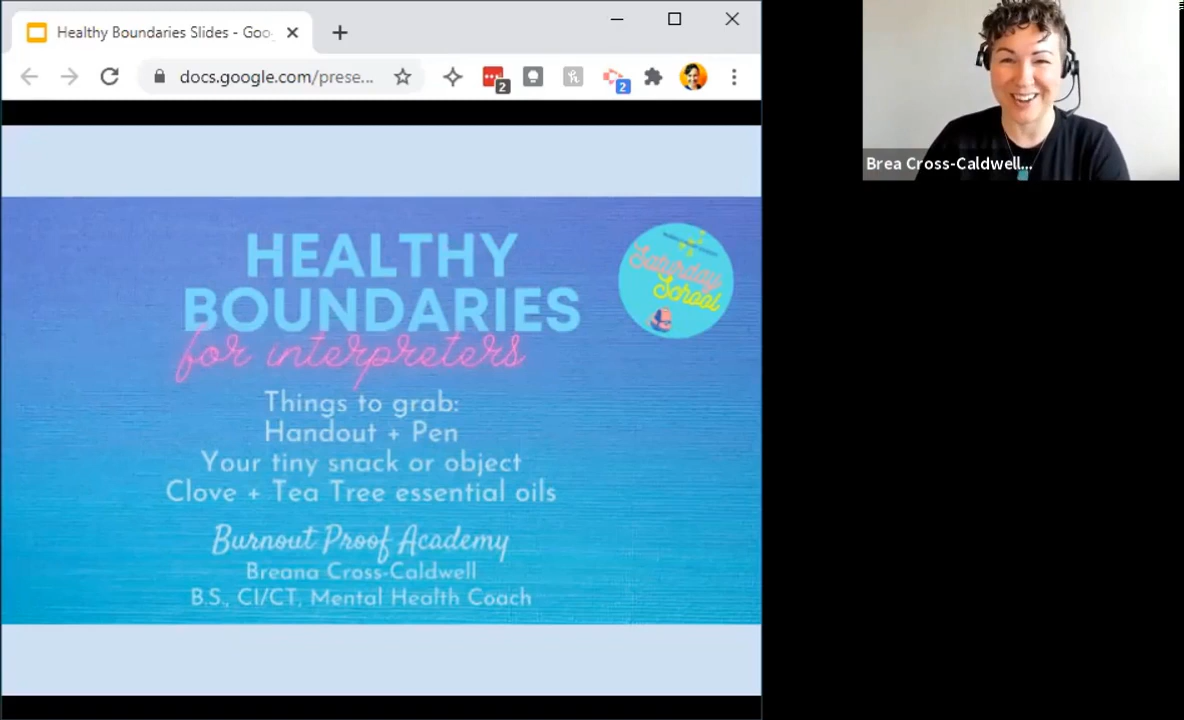 Healthy Boundaries Slides - Goo
docs.google.com/prese...
2
2
Brea Cross-Caldwell...
HEALTHY
BOUNDARIES
for interpreters
Saturday
School
Things to grab:
Handout + Pen
Your tiny snack or object
Clove + Tea Tree essential oils
Burnout Proof Academy
Breana Cross-Caldwell
B.S., CI/CT, Mental Health Coach